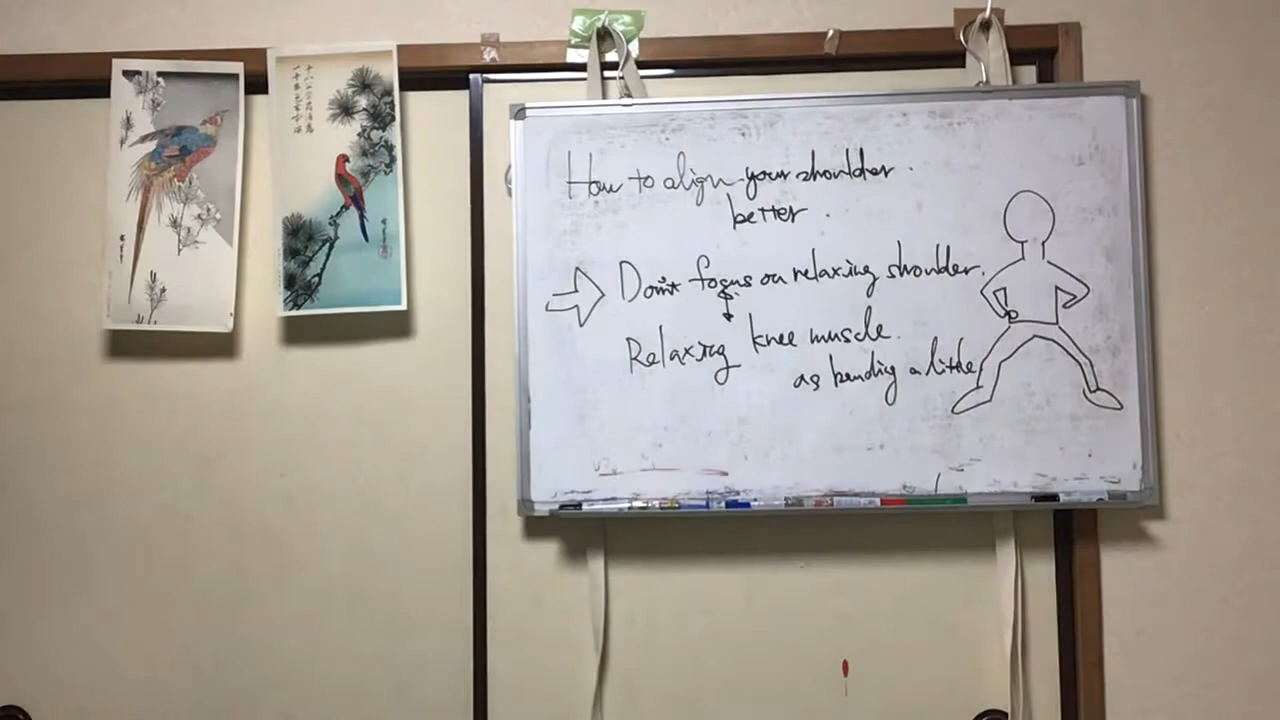 How to align your shoulder.
better.
Don't focus on relaxing shoulder.
Relaxing knee muscle.
as bending a little